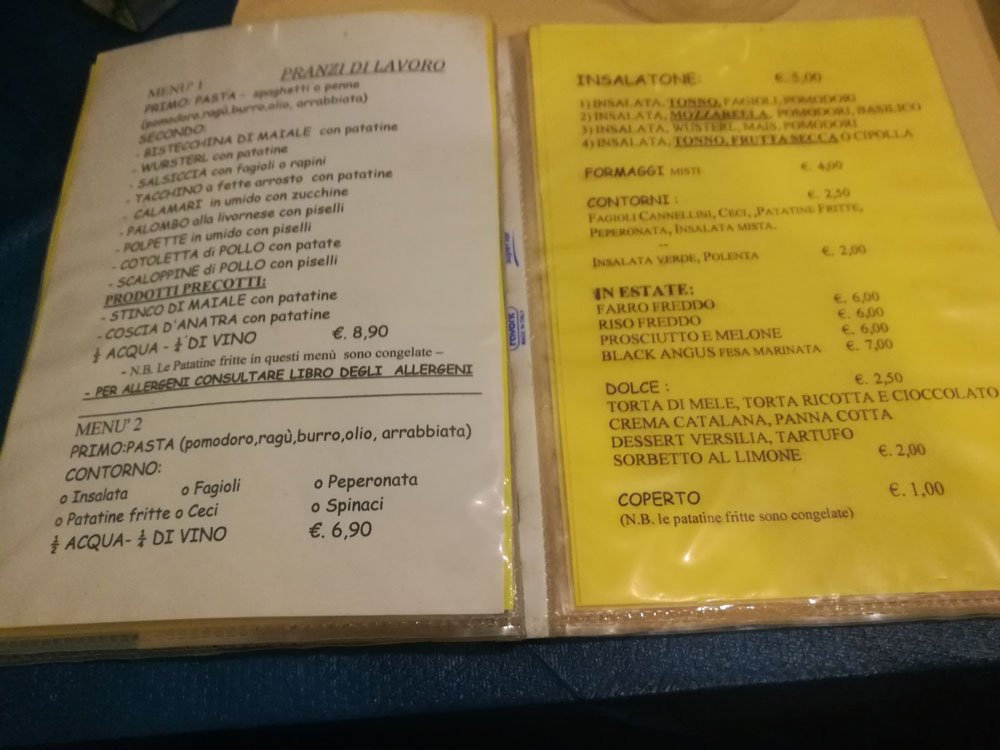 PRANZI DI LAVORO
MENU' 1
PRIMO: PASTA - spaghetti o penne
(pomodoro,ragù,burro,olio, arrabbiata)
SECONDO:
- BISTECCHINA DI MAIALE con patatine
- WURSTERL con patatine
- SALSICCIA con fagioli o rapini
- TACCHINO a fette arrosto con patatine
- CALAMARI in umido con zucchine
- PALOMBO alla livornese con piselli
- POLPETTE in umido con piselli
- COTOLETTA di POLLO con patate
- SCALOPPINE di POLLO con piselli
PRODOTTI PRECOTTI:
- STINCO DI MAIALE con patatine
- COSCIA D'ANATRA con patatine
½ ACQUA - ¼ DI VINO €. 8,90
- N.B. Le Patatine fritte in questi menù sono congelate –
- PER ALLERGENI CONSULTARE LIBRO DEGLI ALLERGENI
MENU' 2
PRIMO:PASTA (pomodoro,ragù,burro,olio, arrabbiata)
CONTORNO:
o Insalata o Fagioli o Peperonata
o Patatine fritte o Ceci o Spinaci
½ ACQUA- ¼ DI VINO €. 6,90
favorit
MADE IN ITALY
INSALATONE: €. 5,00
1) INSALATA, TONNO, FAGIOLI, POMODORI
2) INSALATA, MOZZARELLA, POMODORI, BASILICO
3) INSALATA, WUSTERL, MAIS, POMODORI
4) INSALATA, TONNO, FRUTTA SECCA O CIPOLLA
FORMAGGI MISTI €. 4,00
CONTORNI : €. 2,50
FAGIOLI CANNELLINI, CECI, ,PATATINE FRITTE,
PEPERONATA, INSALATA MISTA.
--
INSALATA VERDE, POLENTA €. 2,00
IN ESTATE:
FARRO FREDDO €. 6,00
RISO FREDDO €. 6,00
PROSCIUTTO E MELONE €. 6,00
BLACK ANGUS FESA MARINATA €. 7,00
DOLCE : €. 2,50
TORTA DI MELE, TORTA RICOTTA E CIOCCOLATO
CREMA CATALANA, PANNA COTTA
DESSERT VERSILIA, TARTUFO
SORBETTO AL LIMONE €. 2,00
COPERTO €. 1,00
(N.B. le patatine fritte sono congelate)